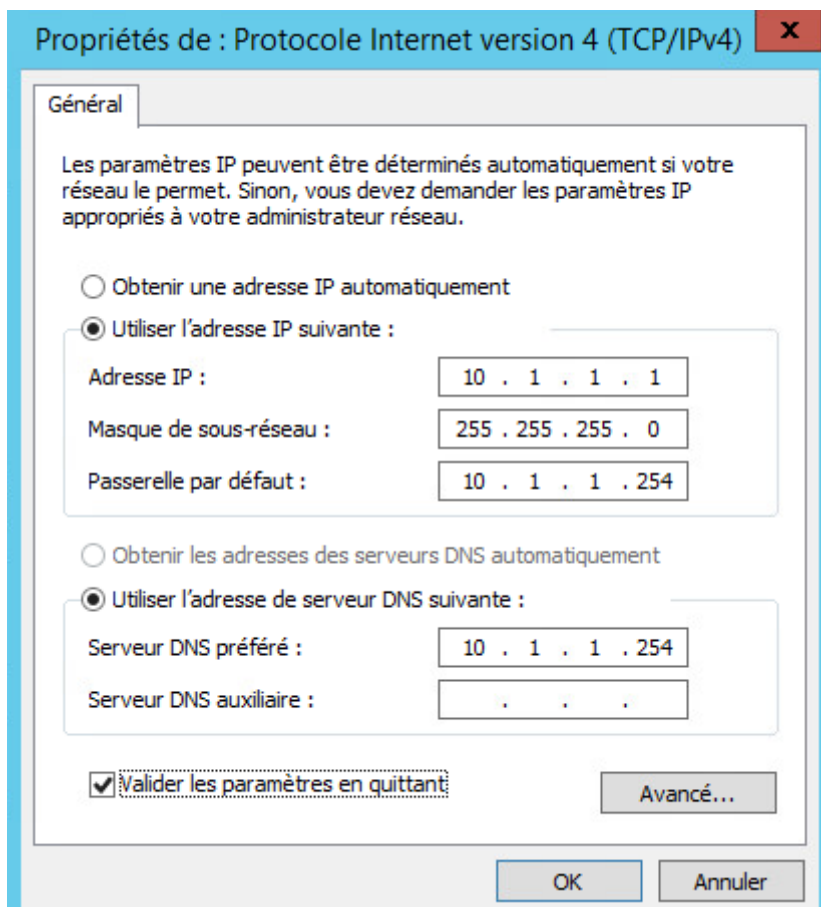 Propriétés de : Protocole Internet version 4 (TCP/IPv4)
x
Général
Les paramètres IP peuvent être déterminés automatiquement si votre
réseau le permet. Sinon, vous devez demander les paramètres IP
appropriés à votre administrateur réseau.
Obtenir une adresse IP automatiquement
Utiliser l'adresse IP suivante :
Adresse IP : 10 . 1 . 1 . 1
Masque de sous-réseau : 255 . 255 . 255 . 0
Passerelle par défaut : 10 . 1 . 1 . 254
Obtenir les adresses des serveurs DNS automatiquement
Utiliser l'adresse de serveur DNS suivante :
Serveur DNS préféré : 10 . 1 . 1 . 254
Serveur DNS auxiliaire : . . .
Valider les paramètres en quittant
Avancé...
OK Annuler